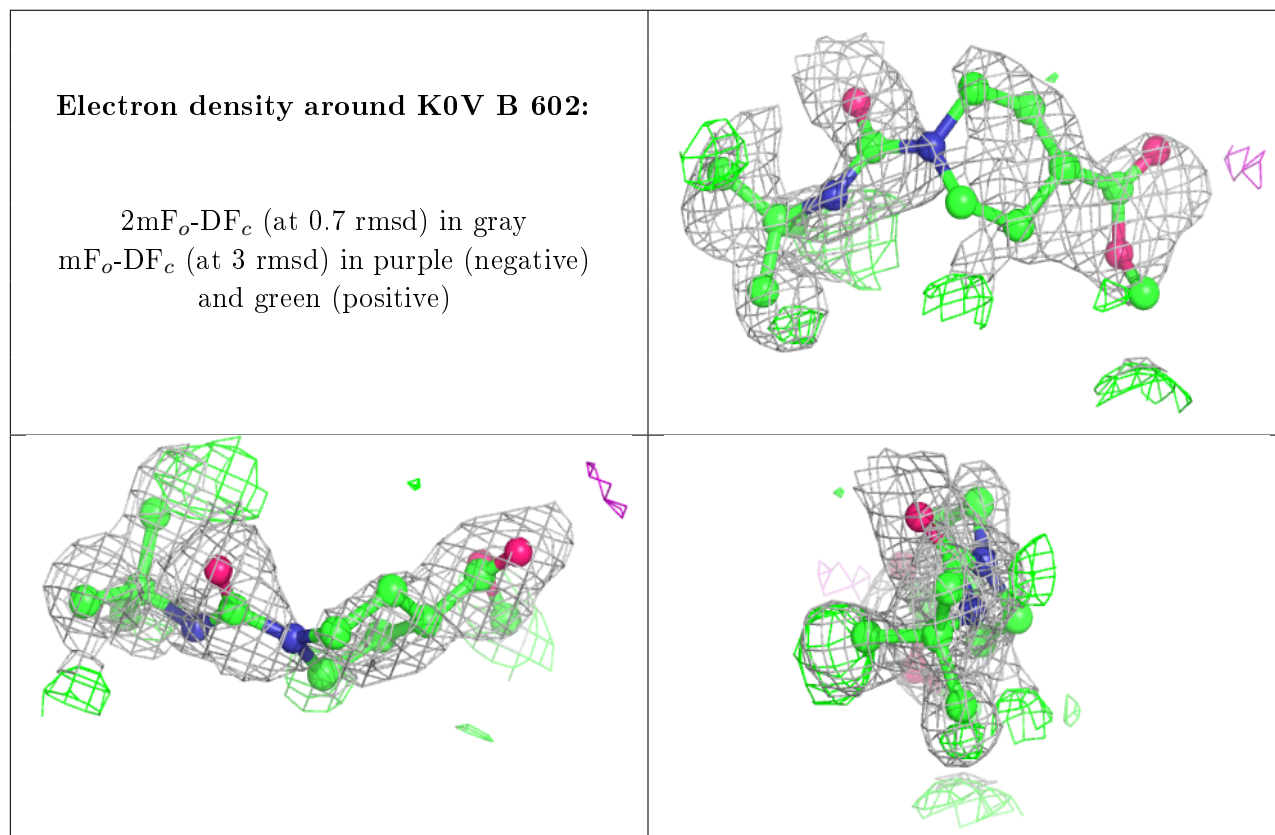 Electron density around K0V B 602:
2mFo-DFc (at 0.7 rmsd) in gray
mFo-DFc (at 3 rmsd) in purple (negative)
and green (positive)